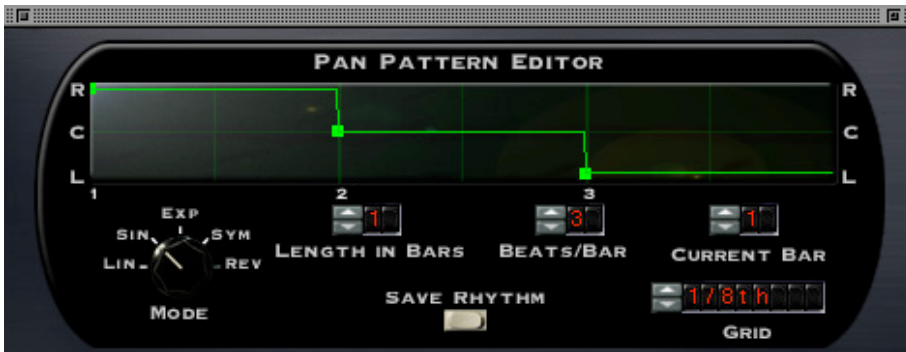 PAN PATTERN EDITOR
R R
C C
L L
1 2 3
EXP
SIN SYM
LIN REV
MODE
1
LENGTH IN BARS
3
BEATS/BAR
1
CURRENT BAR
SAVE RHYTHM
1/8th
GRID